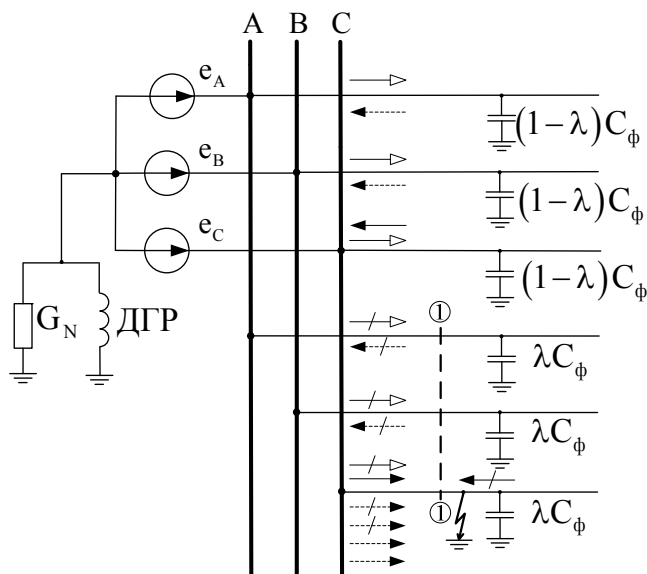 A B C
e_A
(1−λ)C_ф
e_B
(1−λ)C_ф
e_C
(1−λ)C_ф
G_N ДГР
①
λC_ф
λC_ф
①
λC_ф